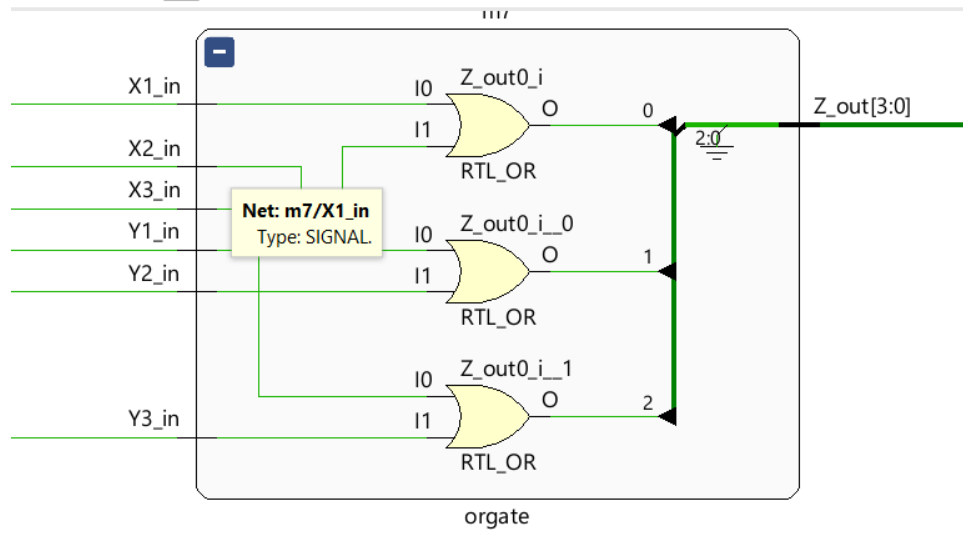 m7
X1_in
I0
Z_out0_i
O
0
Z_out[3:0]
I1
2:0
X2_in
RTL_OR
X3_in
Net: m7/X1_in
Type: SIGNAL.
Y1_in
I0
Z_out0_i__0
O
1
Y2_in
I1
RTL_OR
I0
Z_out0_i__1
O
2
Y3_in
I1
RTL_OR
orgate